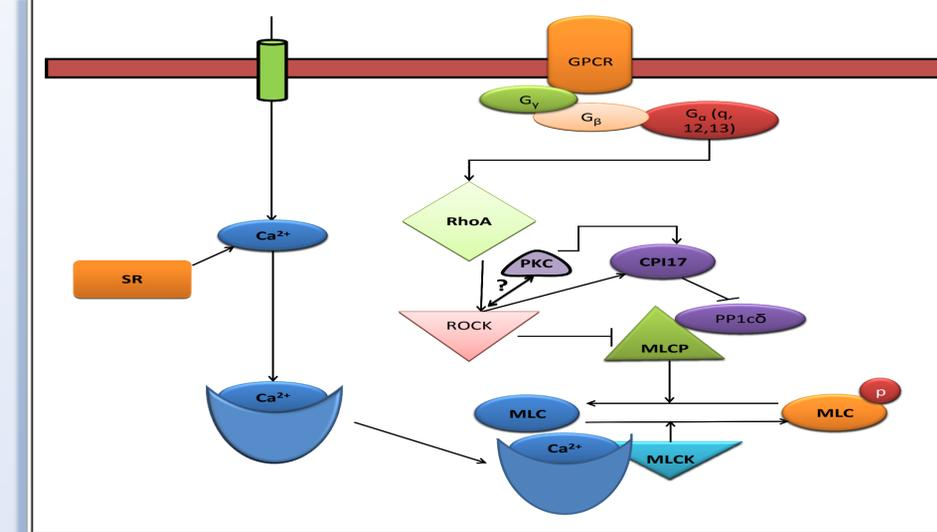 GPCR
Gγ
Gβ
Gα (q,
12,13)
RhoA
Ca²⁺
PKC
CPI17
SR
?
ROCK
PP1cδ
MLCP
Ca²⁺
MLC
MLC
p
Ca²⁺
MLCK